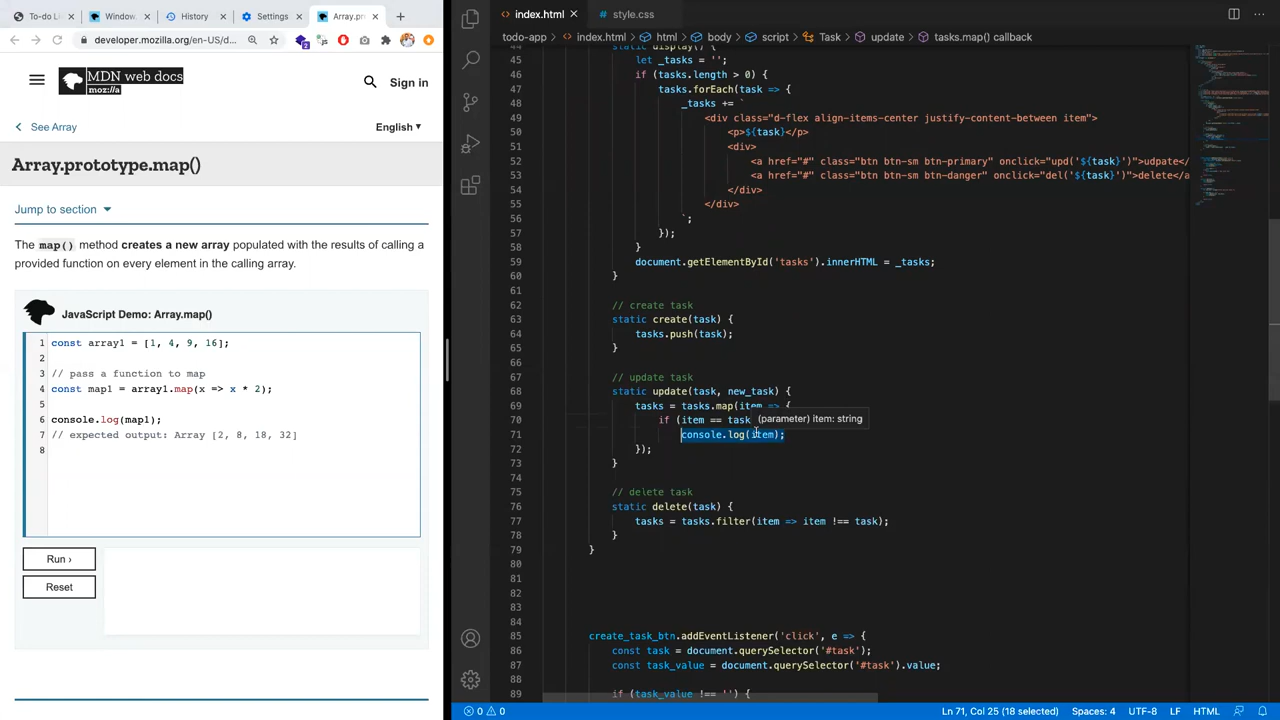 To-do Li
Window.
History
Settings
Array.pr
developer.mozilla.org/en-US/d...
MDN web docs
moz://a
Sign in
See Array
English
Array.prototype.map()
Jump to section
The map() method creates a new array populated with the results of calling a
provided function on every element in the calling array.
JavaScript Demo: Array.map()
1 const array1 = [1, 4, 9, 16];
2
3 // pass a function to map
4 const map1 = array1.map(x => x * 2);
5
6 console.log(map1);
7 // expected output: Array [2, 8, 18, 32]
8
Run ›
Reset
index.html
style.css
todo-app › index.html › html › body › script › Task › update › tasks.map() callback
44 static display() {
45 let _tasks = '';
46 if (tasks.length > 0) {
47 tasks.forEach(task => {
48 _tasks += `
49 <div class="d-flex align-items-center justify-content-between item">
50 <p>${task}</p>
51 <div>
52 <a href="#" class="btn btn-sm btn-primary" onclick="upd('${task}')">udpate</
53 <a href="#" class="btn btn-sm btn-danger" onclick="del('${task}')">delete</a
54 </div>
55 </div>
56 `;
57 });
58 }
59 document.getElementById('tasks').innerHTML = _tasks;
60 }
61
62 // create task
63 static create(task) {
64 tasks.push(task);
65 }
66
67 // update task
68 static update(task, new_task) {
69 tasks = tasks.map(item => {
70 if (item == task
(parameter) item: string
71 console.log(item);
72 });
73 }
74
75 // delete task
76 static delete(task) {
77 tasks = tasks.filter(item => item !== task);
78 }
79 }
80
81
82
83
84
85 create_task_btn.addEventListener('click', e => {
86 const task = document.querySelector('#task');
87 const task_value = document.querySelector('#task').value;
88
89 if (task_value !== '') {
0 0
Ln 71, Col 25 (18 selected)
Spaces: 4
UTF-8
LF
HTML